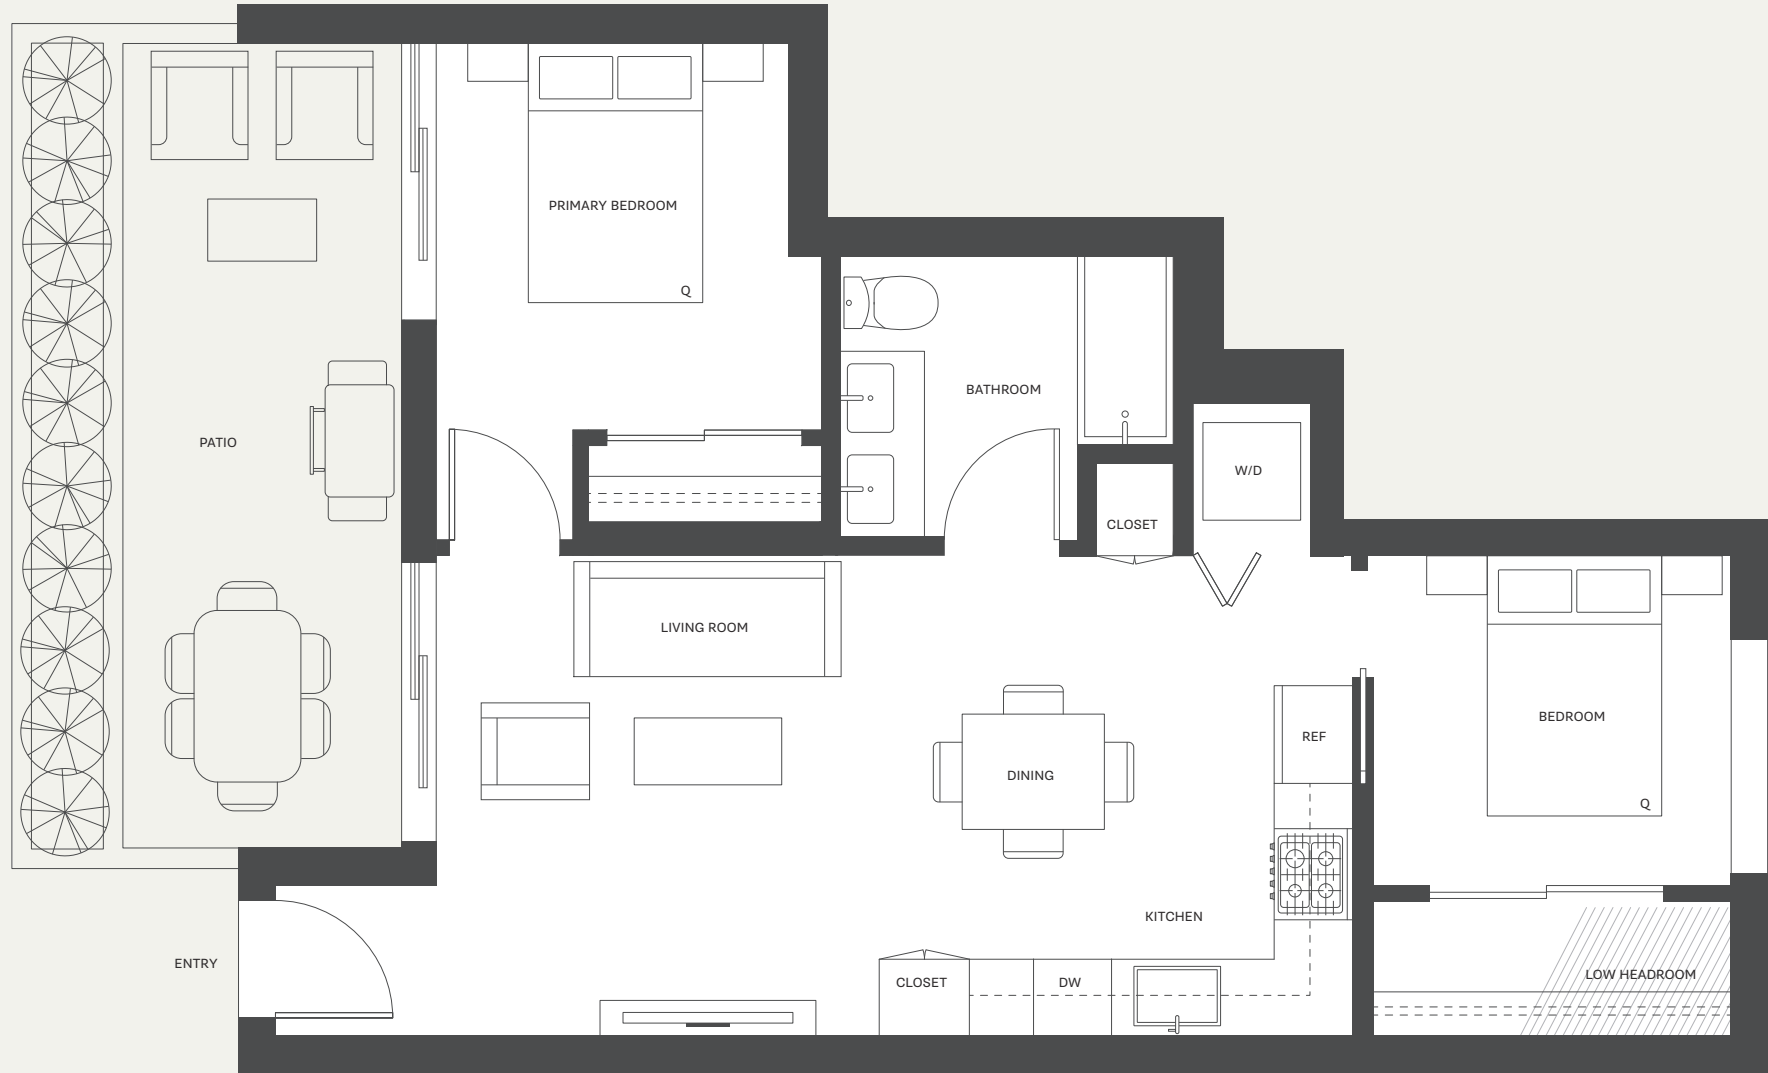 PRIMARY BEDROOM
Q
BATHROOM
PATIO
W/D
CLOSET
LIVING ROOM
BEDROOM
REF
DINING
Q
KITCHEN
ENTRY
LOW HEADROOM
CLOSET
DW